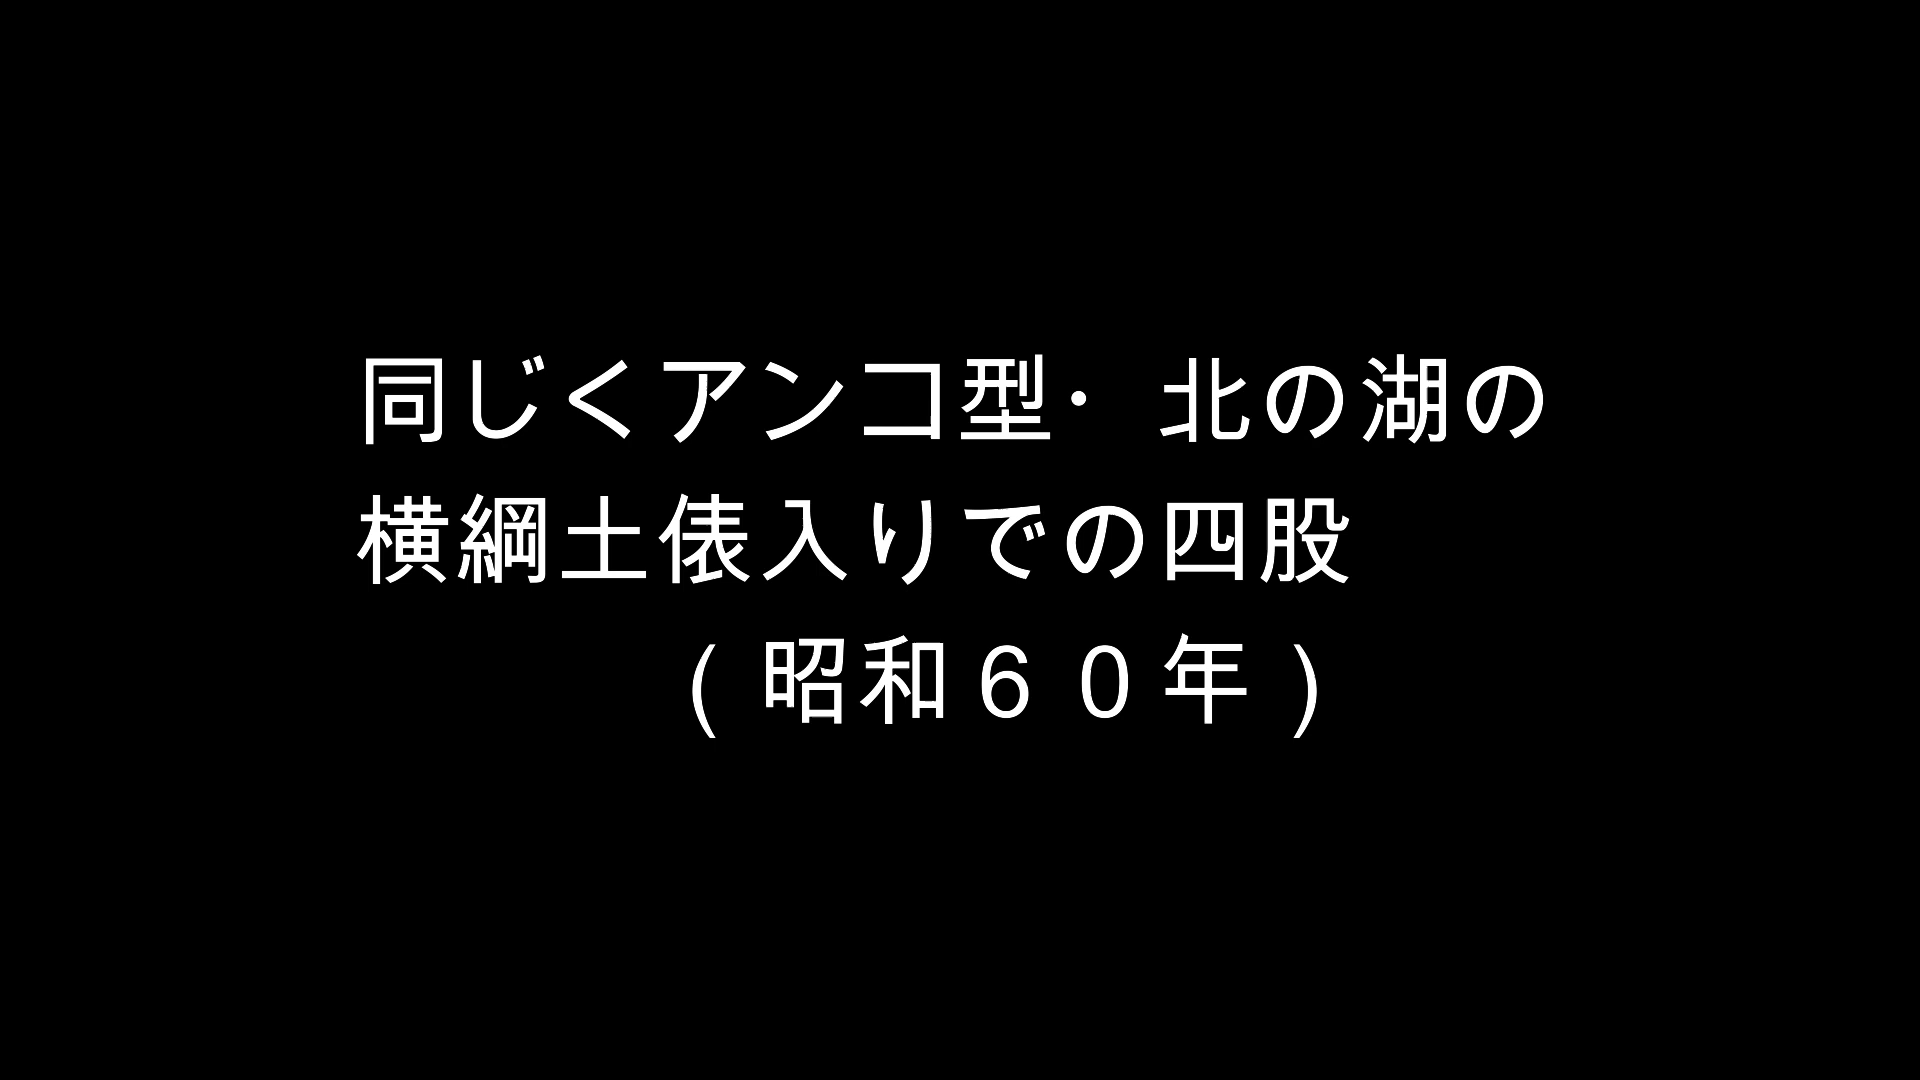 同じくアンコ型・北の湖の
横綱土俵入りでの四股
（昭和６０年）